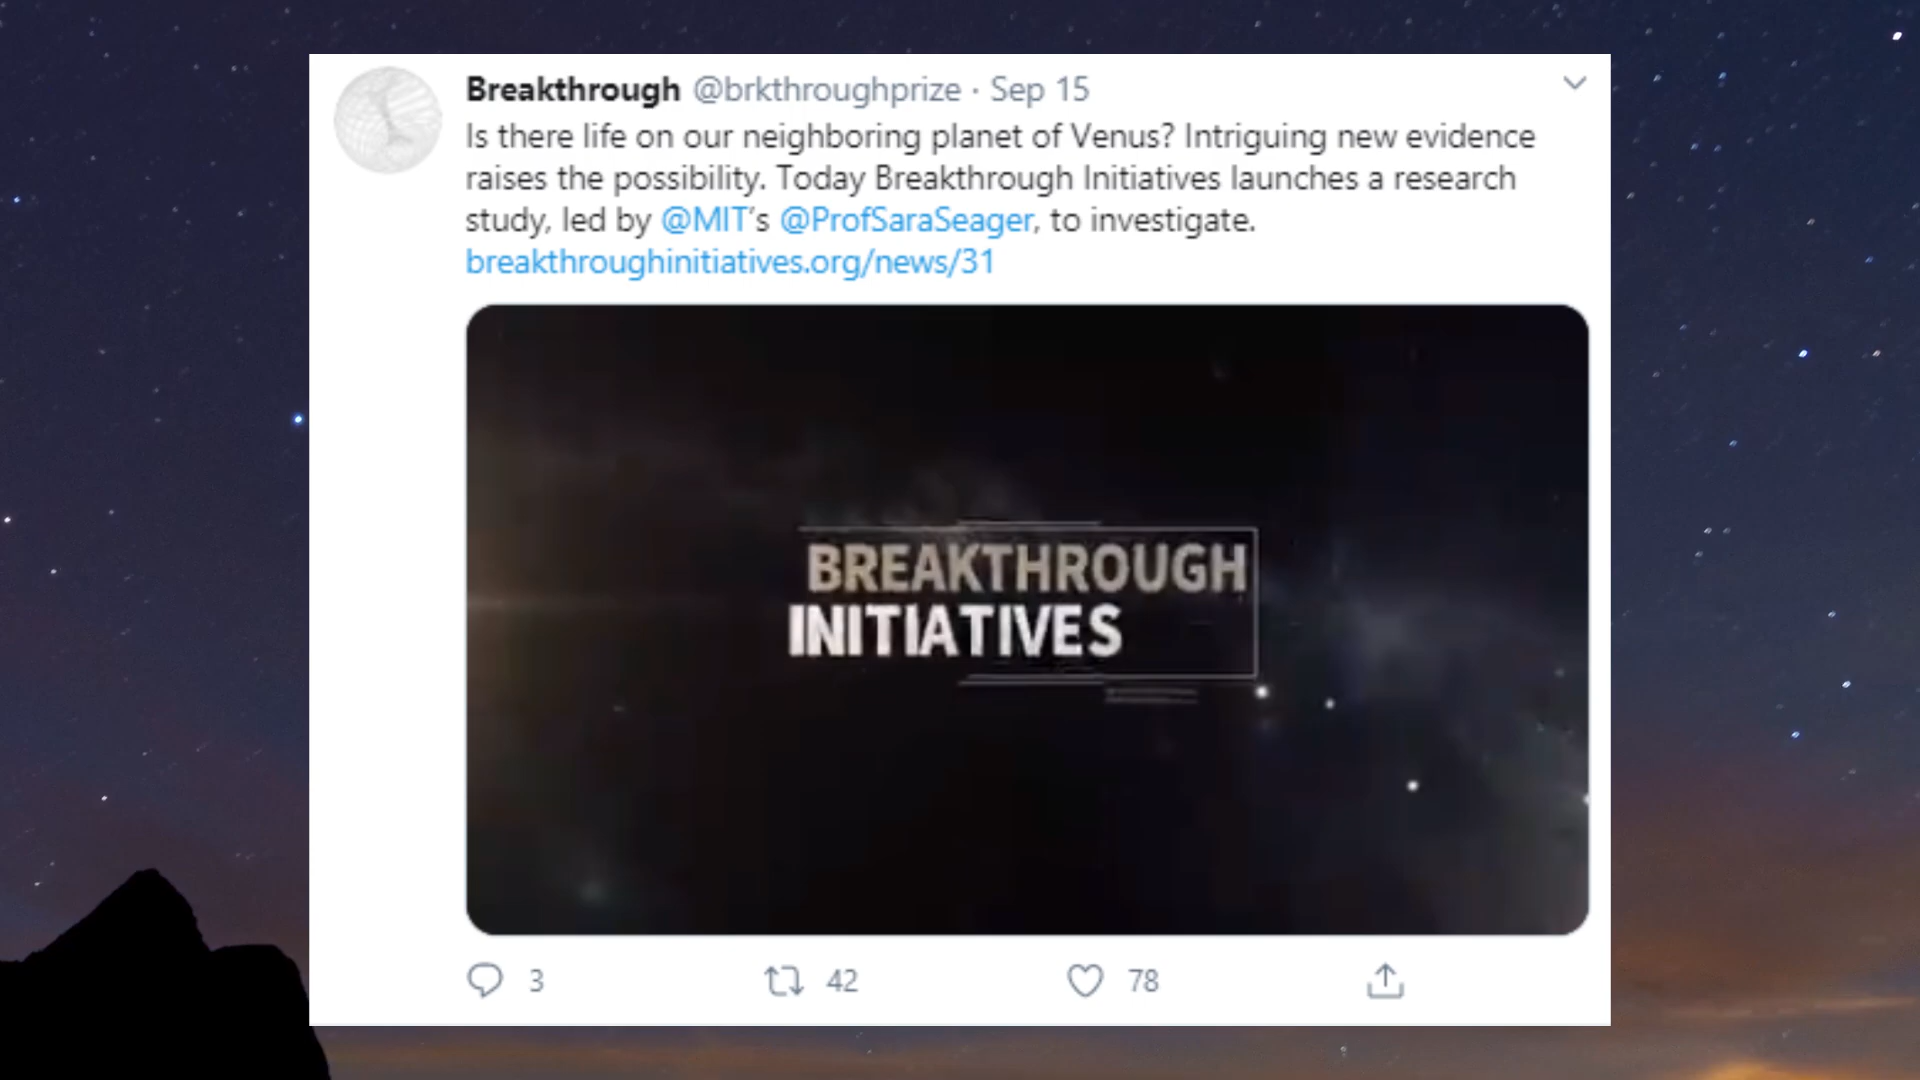 Breakthrough @brkthroughprize · Sep 15
Is there life on our neighboring planet of Venus? Intriguing new evidence
raises the possibility. Today Breakthrough Initiatives launches a research
study, led by @MIT’s @ProfSaraSeager, to investigate.
breakthroughinitiatives.org/news/31
BREAKTHROUGH
INITIATIVES
3 42 78